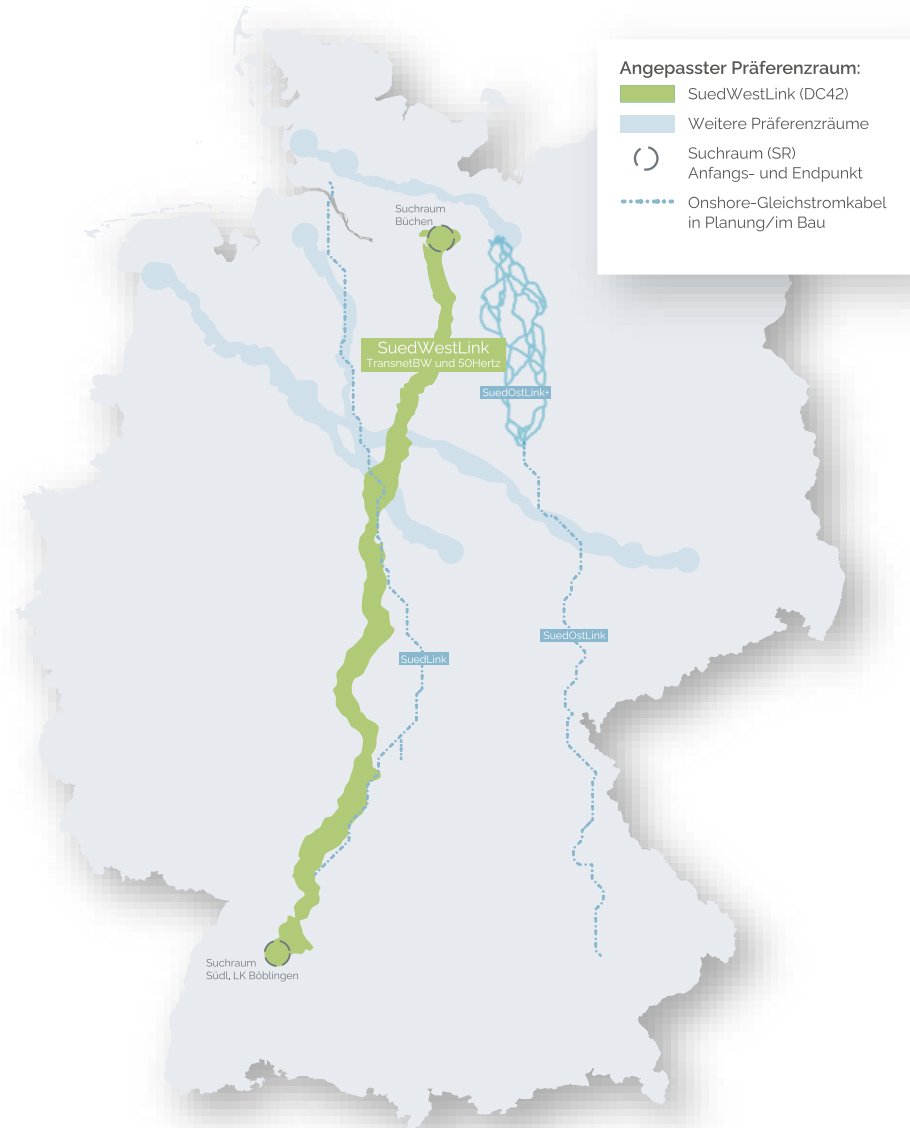 Angepasster Präferenzraum:
SuedWestLink (DC42)
Weitere Präferenzräume
Suchraum (SR)
Anfangs- und Endpunkt
Onshore-Gleichstromkabel
in Planung/im Bau
Suchraum
Büchen
SuedWestLink
TransnetBW und 50Hertz
SuedOstLink+
SuedOstLink
SuedLink
Suchraum
Südl. LK Böblingen